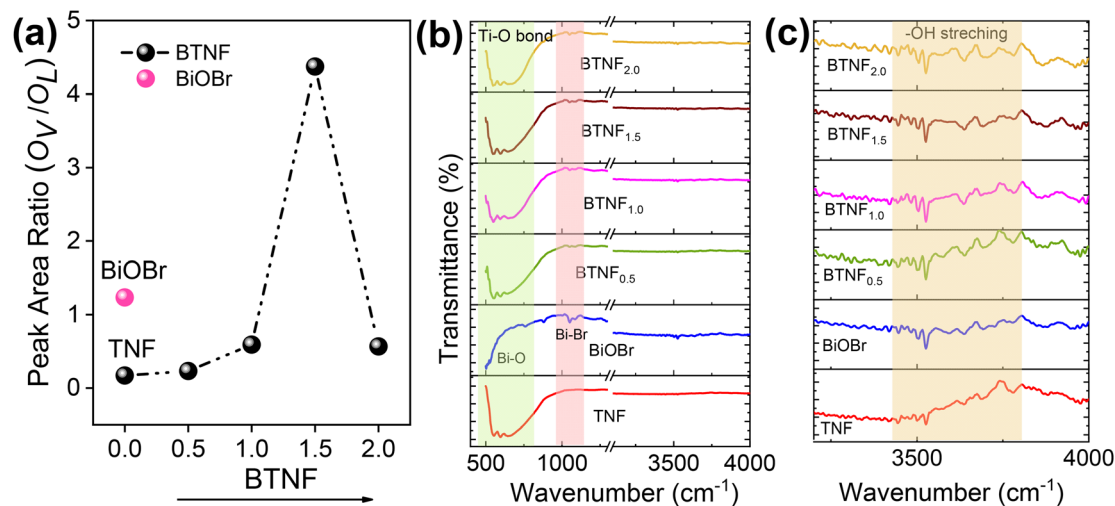 (a)
Peak Area Ratio (OV/OL)
5
4
3
2
1
0
BTNF
BiOBr
BiOBr
TNF
0.0 0.5 1.0 1.5 2.0
BTNF
(b)
Transmittance (%)
Ti-O bond
BTNF2.0
BTNF1.5
BTNF1.0
BTNF0.5
Bi-O
Bi-Br
BiOBr
TNF
500 1000 3500 4000
Wavenumber (cm-1)
(c)
-OH streching
BTNF2.0
BTNF1.5
BTNF1.0
BTNF0.5
BiOBr
TNF
3500 4000
Wavenumber (cm-1)